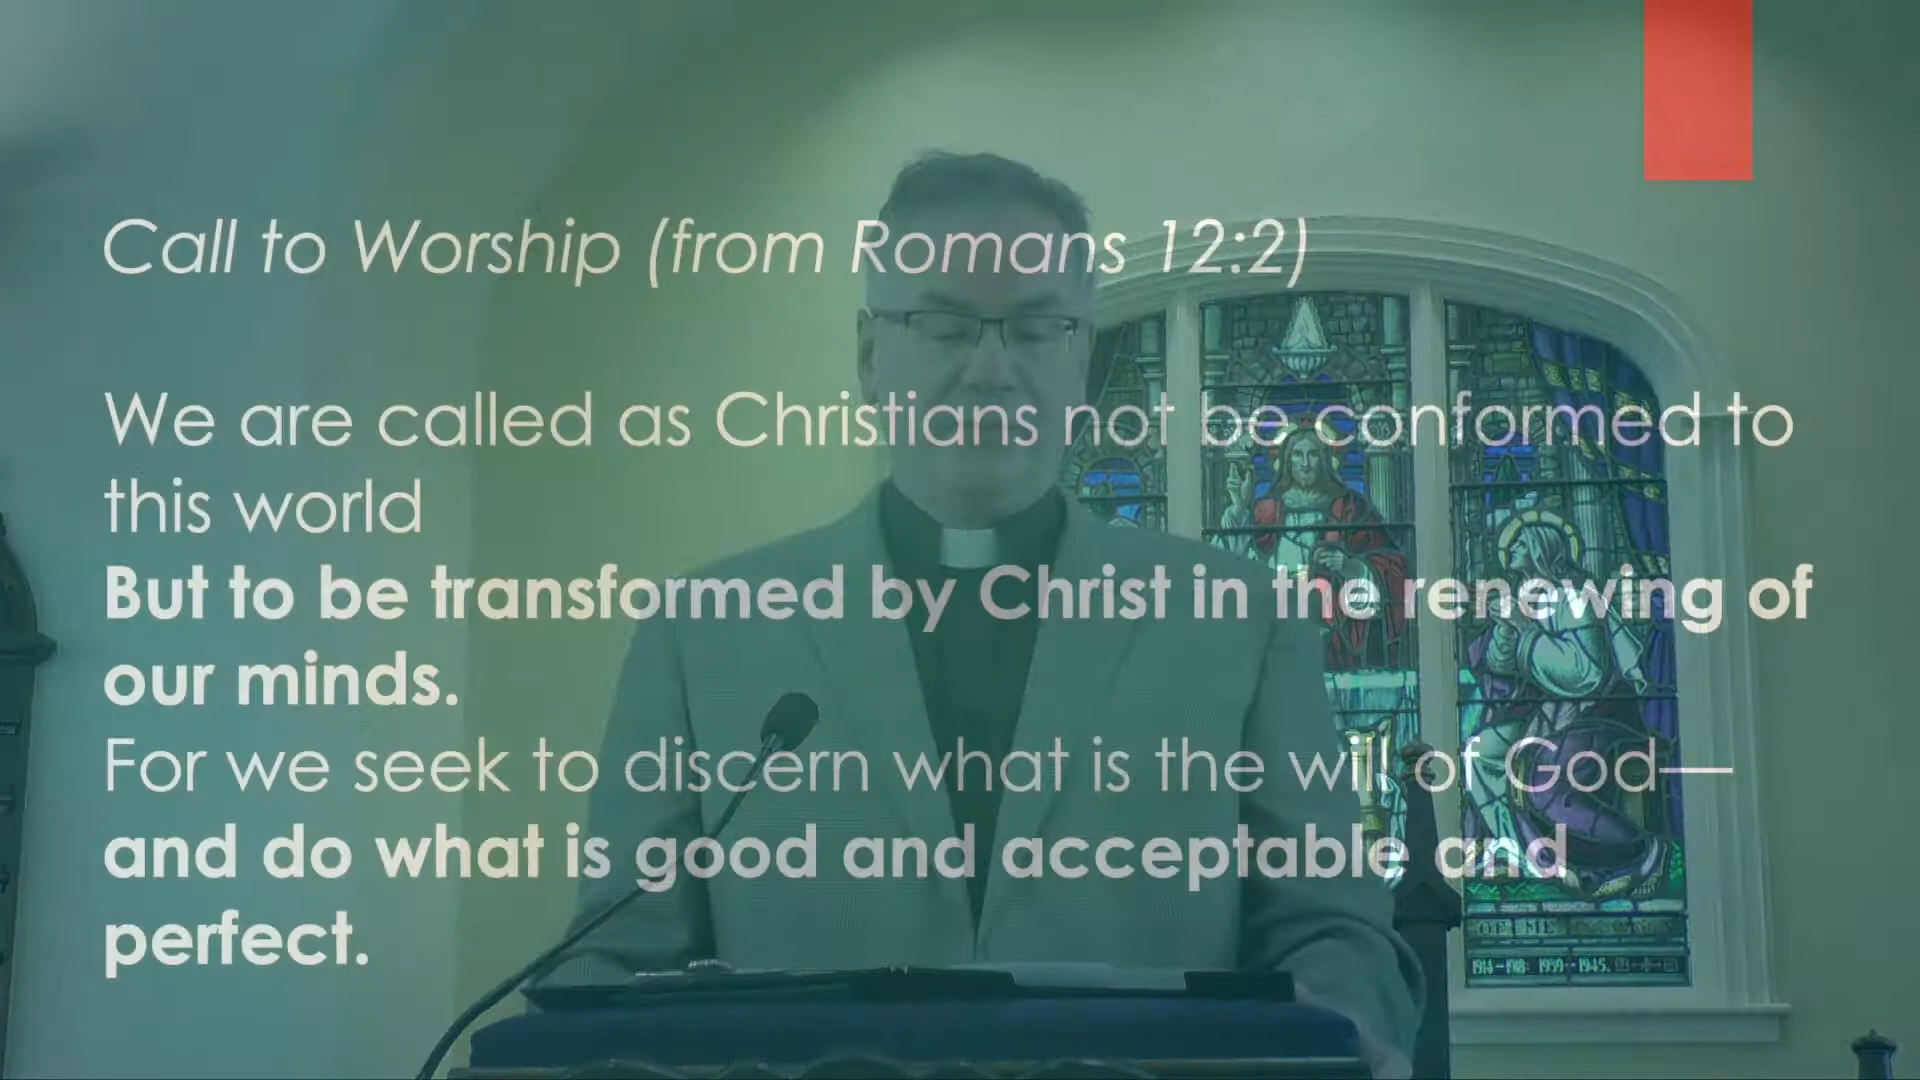 Call to Worship (from Romans 12:2)
We are called as Christians not be conformed to
this world
But to be transformed by Christ in the renewing of
our minds.
For we seek to discern what is the will of God—
and do what is good and acceptable and
perfect.
1914-1918 1939-1945.